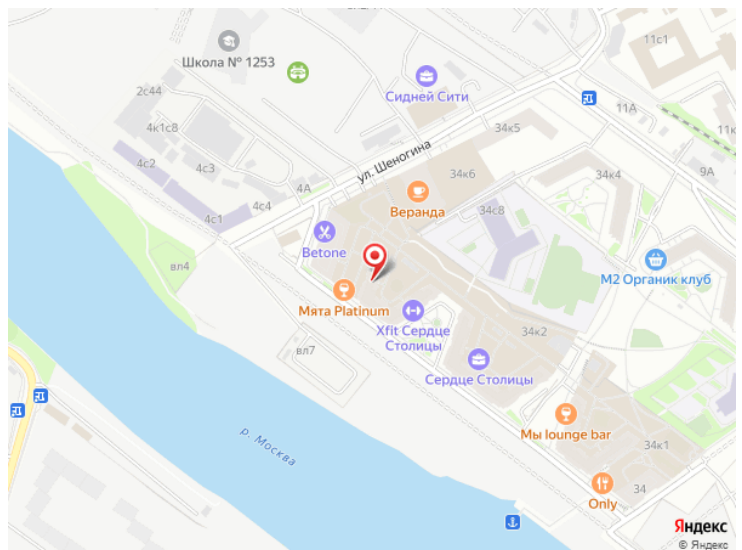 Школа № 1253
11с1
Сидней Сити
2с44
11А
4к1с8
34к5
ул. Шеногина
4с2
4с3
34к6
34к4
9А
4А
4с4
Веранда
34с8
4с1
Betone
вл4
М2 Органик клуб
Мята Platinum
Xfit Сердце
Столицы
34к2
вл7
Сердце Столицы
р. Москва
Мы lounge bar
34к1
34
Only
Яндекс
© Яндекс